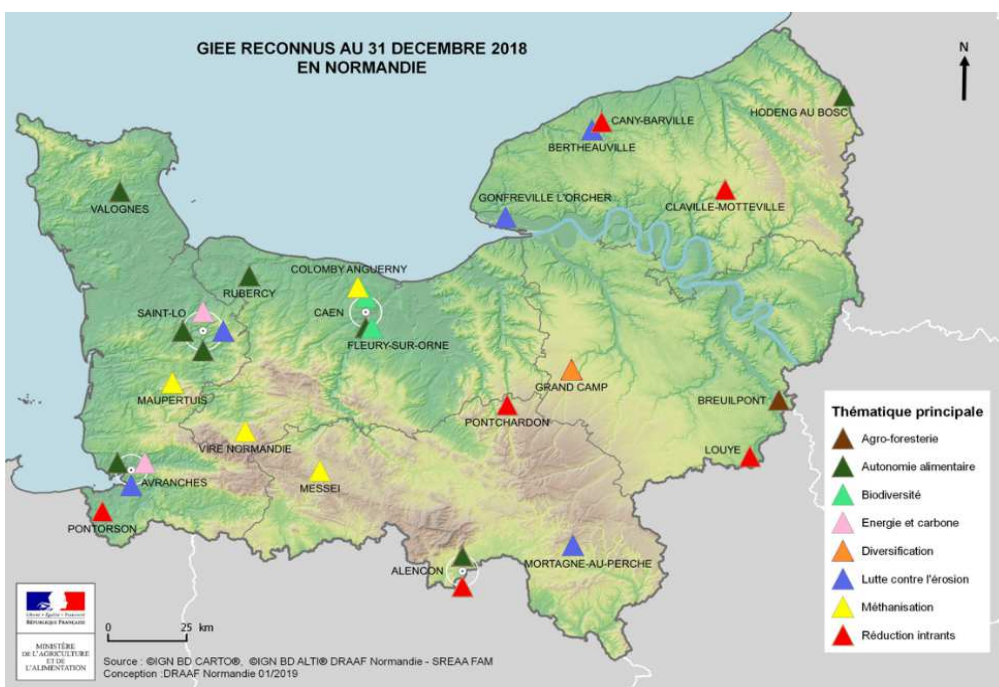 GIEE RECONNUS AU 31 DECEMBRE 2018
EN NORMANDIE
N
HODENG AU BOSC
CANY-BARVILLE
BERTHEAUVILLE
VALOGNES
GONFREVILLE L'ORCHER
CLAVILLE-MOTTEVILLE
COLOMBY ANGUERNY
RUBERCY
SAINT-LO
CAEN
FLEURY-SUR-ORNE
MAUPERTUIS
GRAND CAMP
BREUILPONT
PONTCHARDON
VIRE NORMANDIE
LOUYE
AVRANCHES
MESSEI
PONTORSON
ALENCON
MORTAGNE-AU-PERCHE
Thématique principale
Agro-foresterie
Autonomie alimentaire
Biodiversité
Energie et carbone
Diversification
Lutte contre l'érosion
Méthanisation
Réduction intrants
Liberté • Égalité • Fraternité
RÉPUBLIQUE FRANÇAISE
MINISTÈRE
DE L'AGRICULTURE
ET DE
L'ALIMENTATION
0 25 km
Source : ©IGN BD CARTO®, ©IGN BD ALTI® DRAAF Normandie - SREAA FAM
Conception :DRAAF Normandie 01/2019